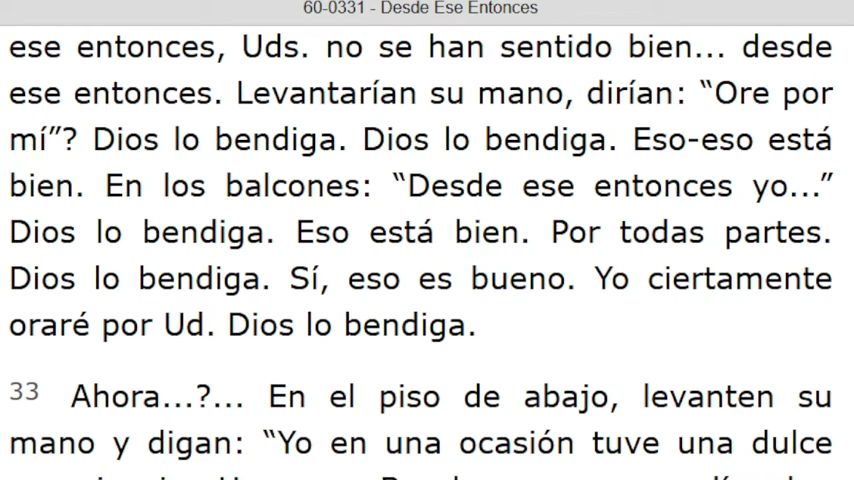 60-0331 - Desde Ese Entonces
ese entonces, Uds. no se han sentido bien... desde
ese entonces. Levantarían su mano, dirían: “Ore por
mí”? Dios lo bendiga. Dios lo bendiga. Eso-eso está
bien. En los balcones: “Desde ese entonces yo...”
Dios lo bendiga. Eso está bien. Por todas partes.
Dios lo bendiga. Sí, eso es bueno. Yo ciertamente
oraré por Ud. Dios lo bendiga.
33 Ahora...?... En el piso de abajo, levanten su
mano y digan: “Yo en una ocasión tuve una dulce